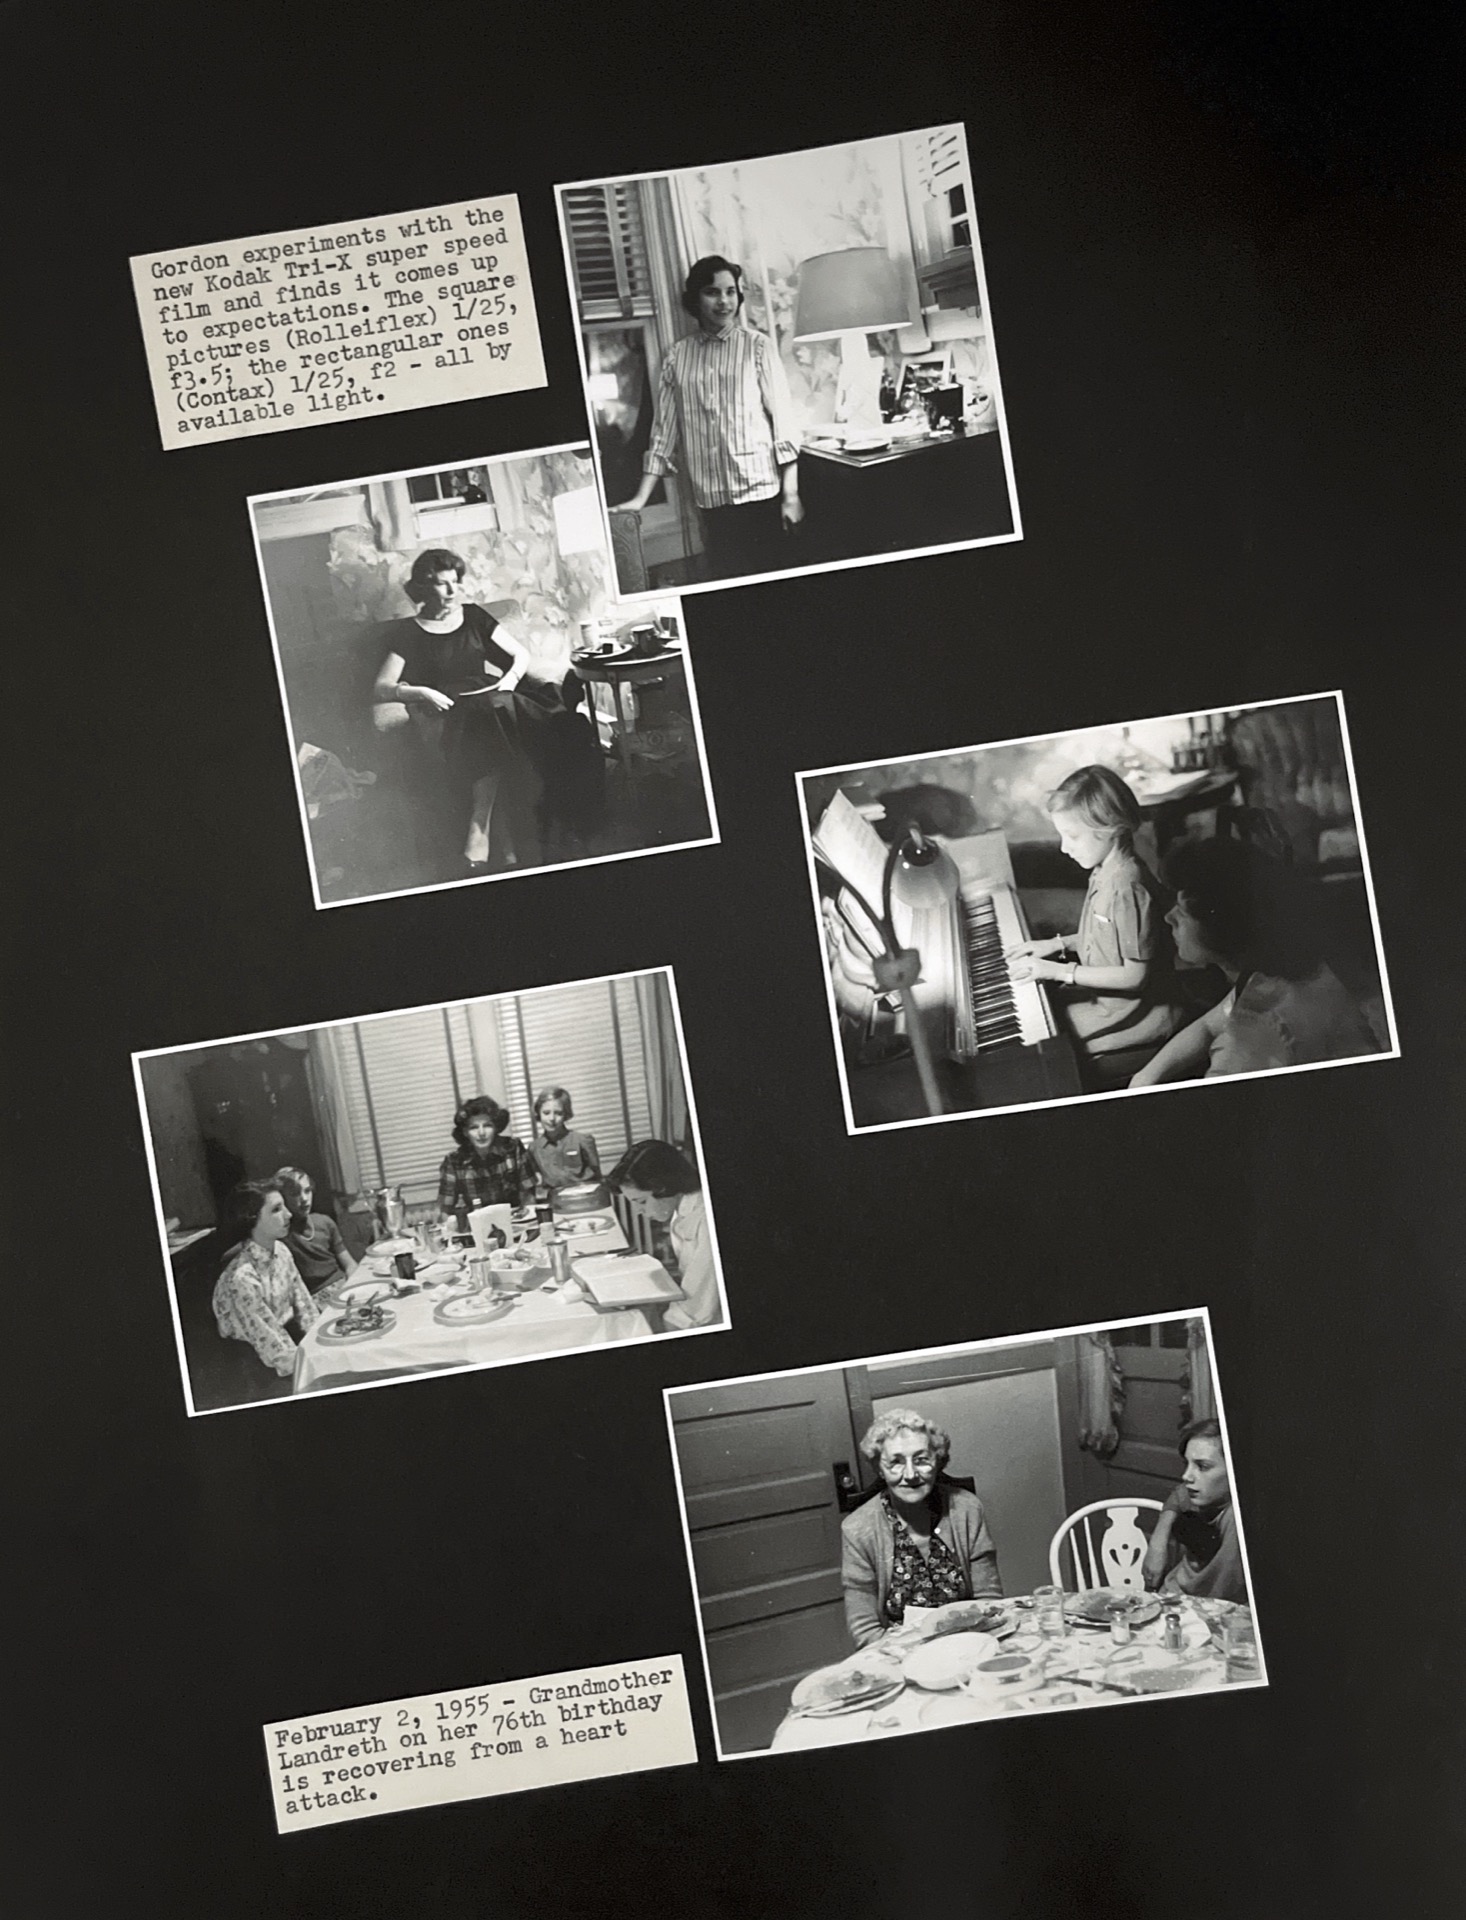 Gordon experiments with the
new Kodak Tri-X super speed
film and finds it comes up
to expectations. The square
pictures (Rolleiflex) 1/25,
f3.5; the rectangular ones
(Contax) 1/25, f2 - all by
available light.
February 2, 1955 - Grandmother
Landreth on her 76th birthday
is recovering from a heart
attack.